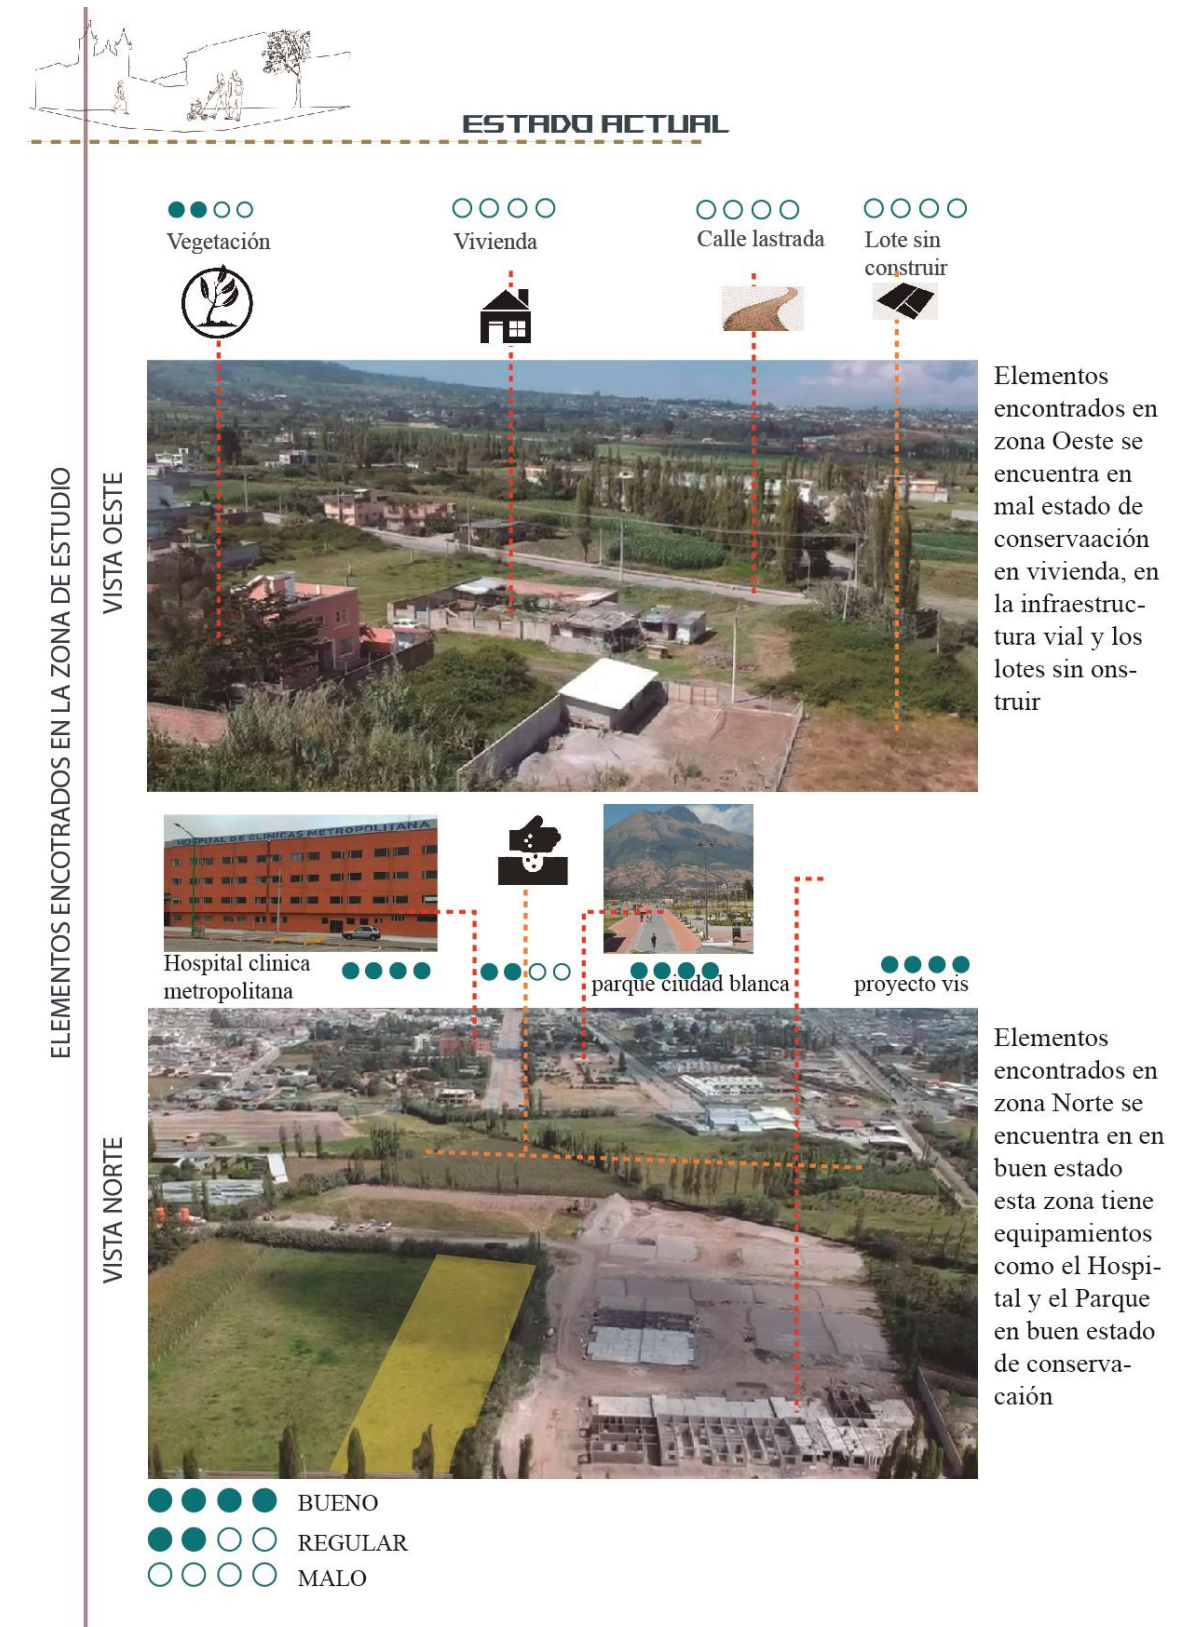 ESTADO ACTUAL
Vegetación
Vivienda
Calle lastrada
Lote sin
construir
ELEMENTOS ENCOTRADOS EN LA ZONA DE ESTUDIO
VISTA OESTE
Elementos
encontrados en
zona Oeste se
encuentra en
mal estado de
conservaación
en vivienda, en
la infraestruc-
tura vial y los
lotes sin ons-
truir
HOSPITAL DE CLINICAS METROPOLITANA
Hospital clinica
metropolitana
parque ciudad blanca
proyecto vis
VISTA NORTE
Elementos
encontrados en
zona Norte se
encuentra en en
buen estado
esta zona tiene
equipamientos
como el Hospi-
tal y el Parque
en buen estado
de conserva-
caión
BUENO
REGULAR
MALO